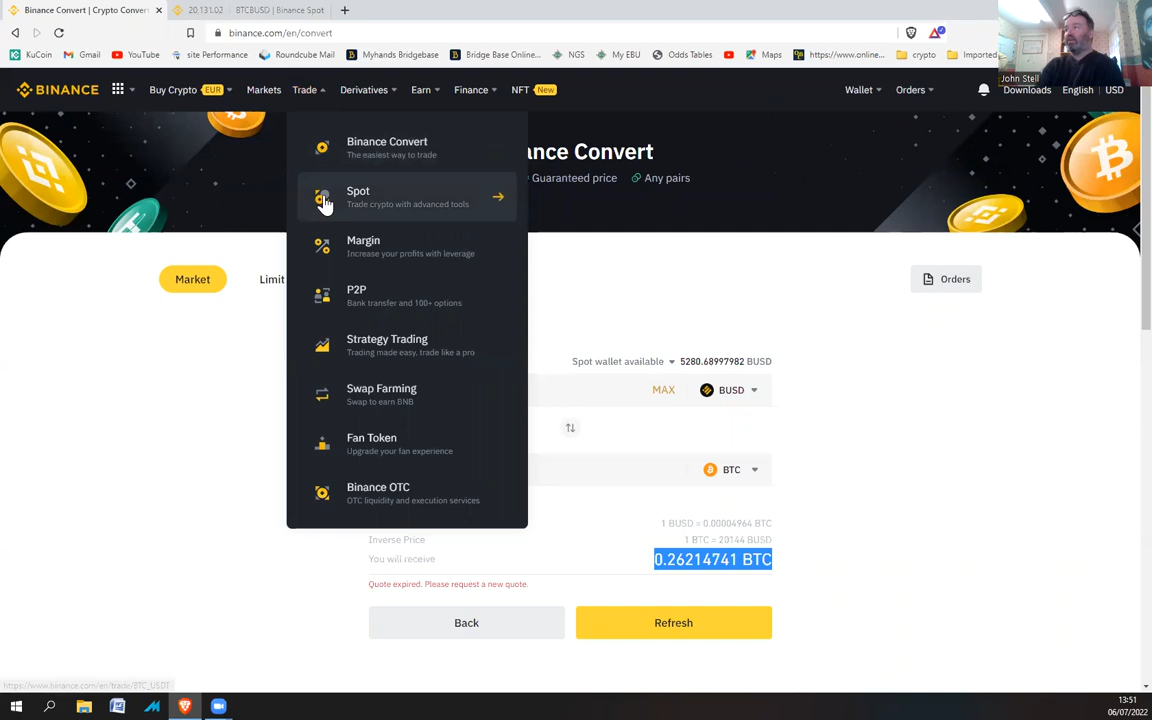 Binance Convert | Crypto Conver
20,131.02
BTCBUSD | Binance Spot
binance.com/en/convert
KuCoin
Gmail
YouTube
site Performance
Roundcube Mail
Myhands Bridgebase
Bridge Base Online...
NGS
My EBU
Odds Tables
Maps
https://www.online...
crypto
Imported
John Stell
BINANCE
Buy Crypto
EUR
Markets
Trade
Derivatives
Earn
Finance
NFT
New
Wallet
Orders
Downloads
English
USD
Binance Convert
The easiest way to trade
Spot
Trade crypto with advanced tools
Margin
Increase your profits with leverage
P2P
Bank transfer and 100+ options
Strategy Trading
Trading made easy, trade like a pro
Swap Farming
Swap to earn BNB
Fan Token
Upgrade your fan experience
Binance OTC
OTC liquidity and execution services
ance Convert
Guaranteed price
Any pairs
Market
Limit
Orders
Spot wallet available
5280.68997982 BUSD
MAX
BUSD
BTC
1 BUSD = 0.00004964 BTC
Inverse Price
1 BTC = 20144 BUSD
You will receive
0.26214741 BTC
Quote expired. Please request a new quote.
Back
Refresh
https://www.binance.com/en/trade/BTC_USDT
13:51
06/07/2022